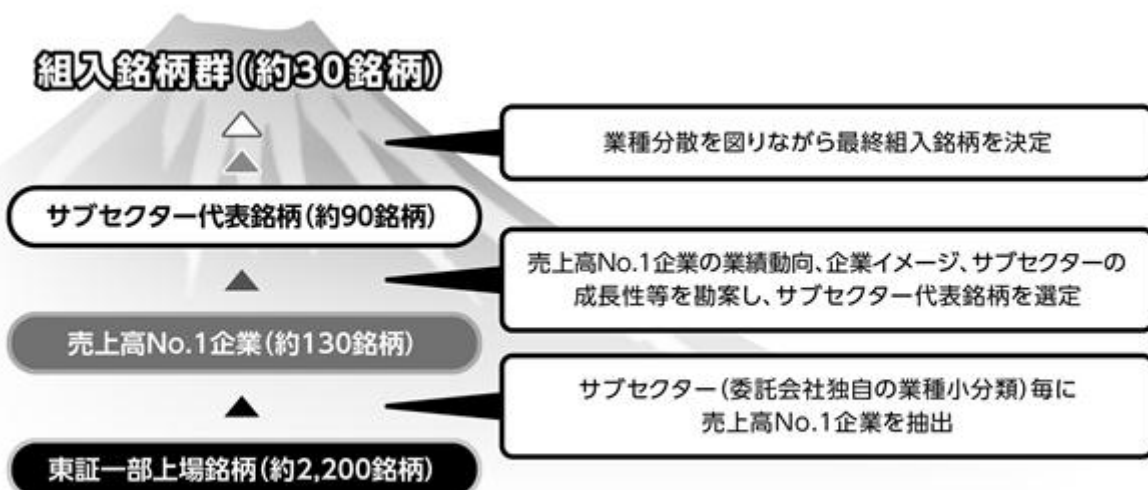 組入銘柄群(約30銘柄)
業種分散を図りながら最終組入銘柄を決定
サブセクター代表銘柄(約90銘柄)
売上高No.1企業の業績動向、企業イメージ、サブセクターの
成長性等を勘案し、サブセクター代表銘柄を選定
売上高No.1企業(約130銘柄)
サブセクター(委託会社独自の業種小分類)毎に
売上高No.1企業を抽出
東証一部上場銘柄(約2,200銘柄)